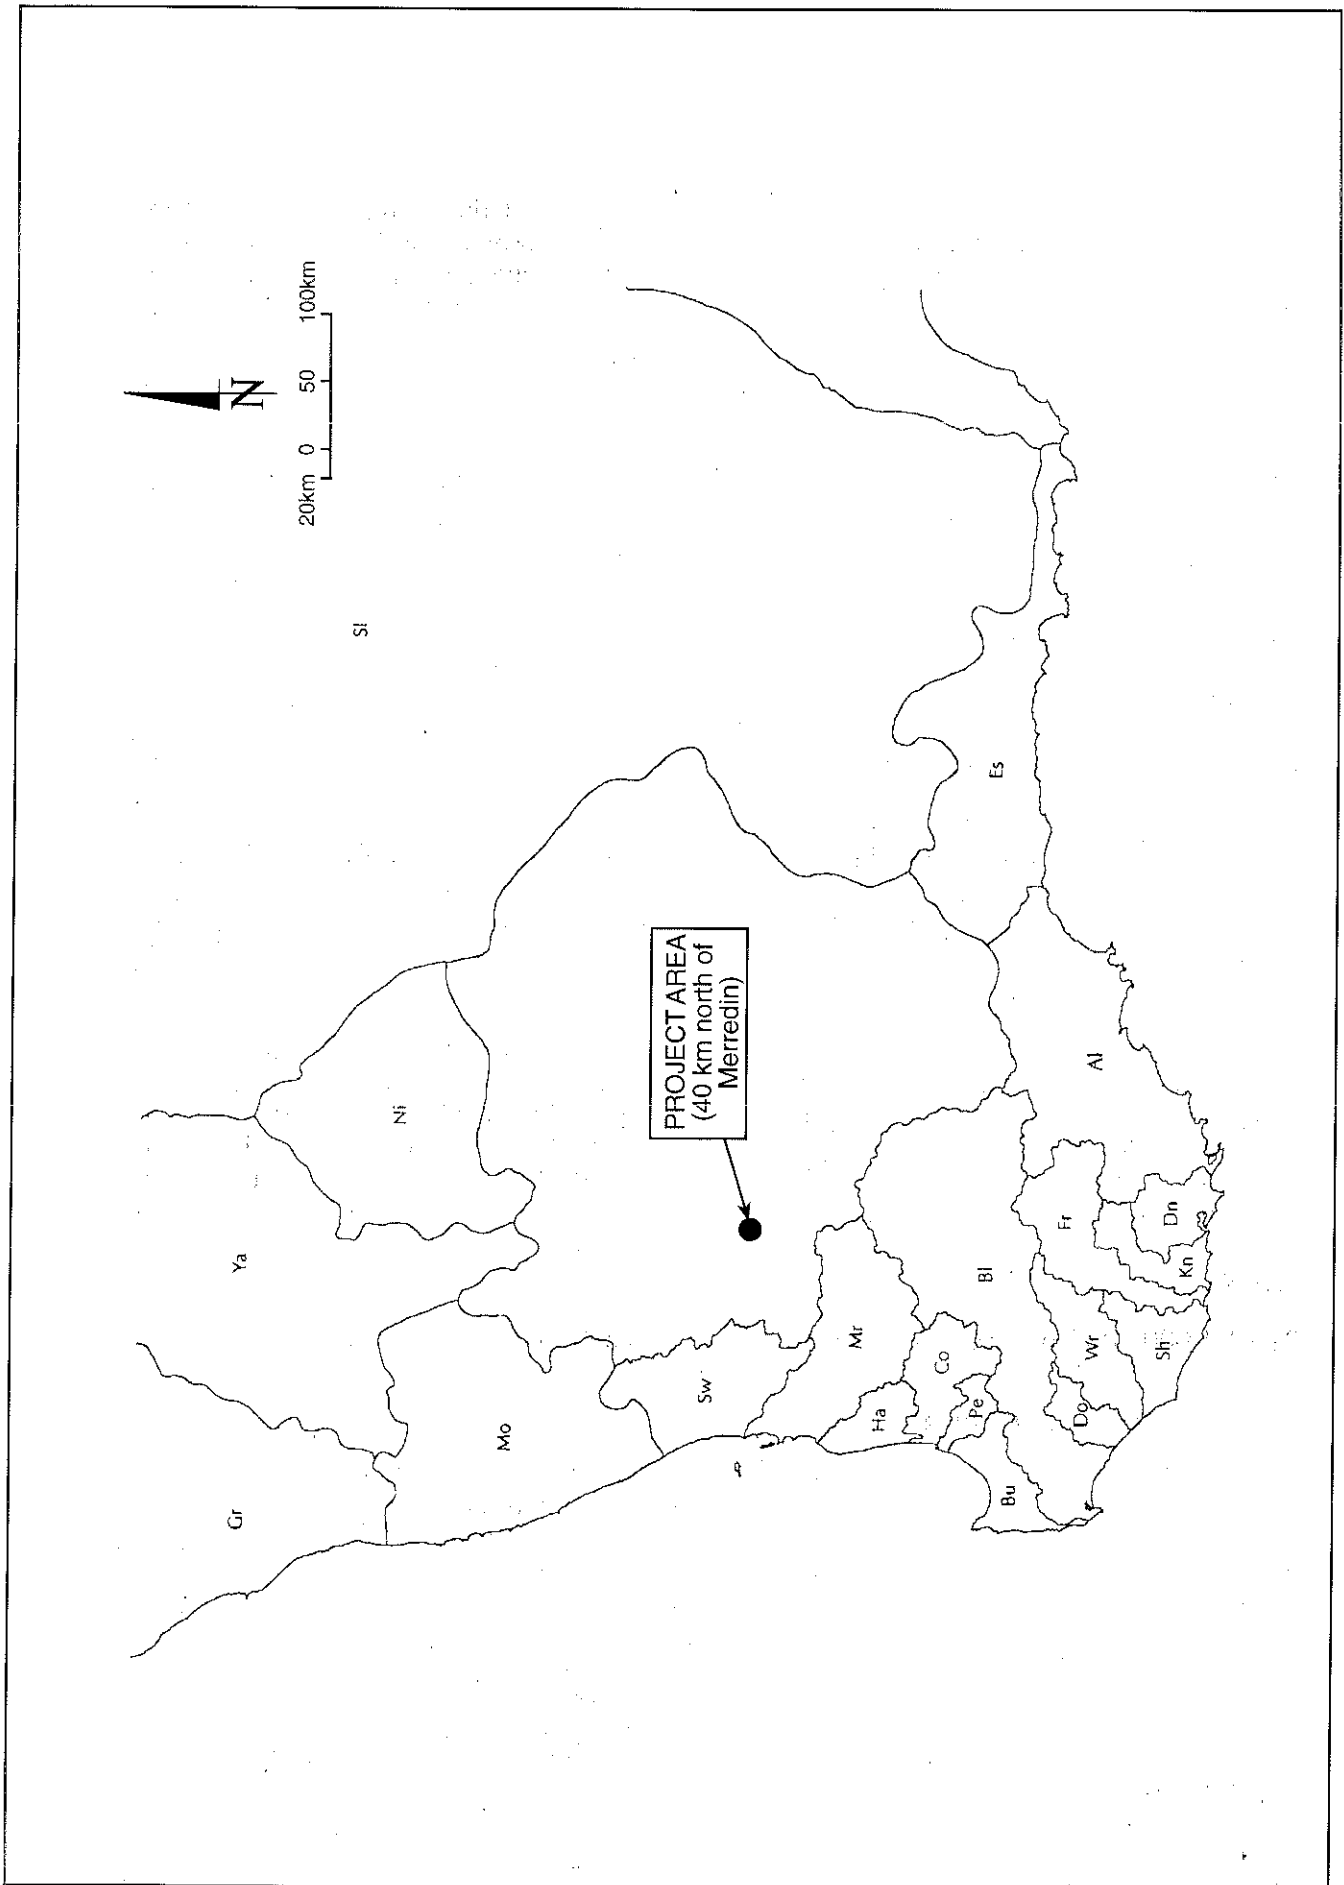 Gr
Ya
N
20km 0 50 100km
Sl
Ni
Mo
PROJECT AREA
(40 km north of
Merredin)
Sw
Mr
Ha
Co
Pe
Bl
Es
Bu
Fr
Do
Wr
Al
Sh
Dn
Kn